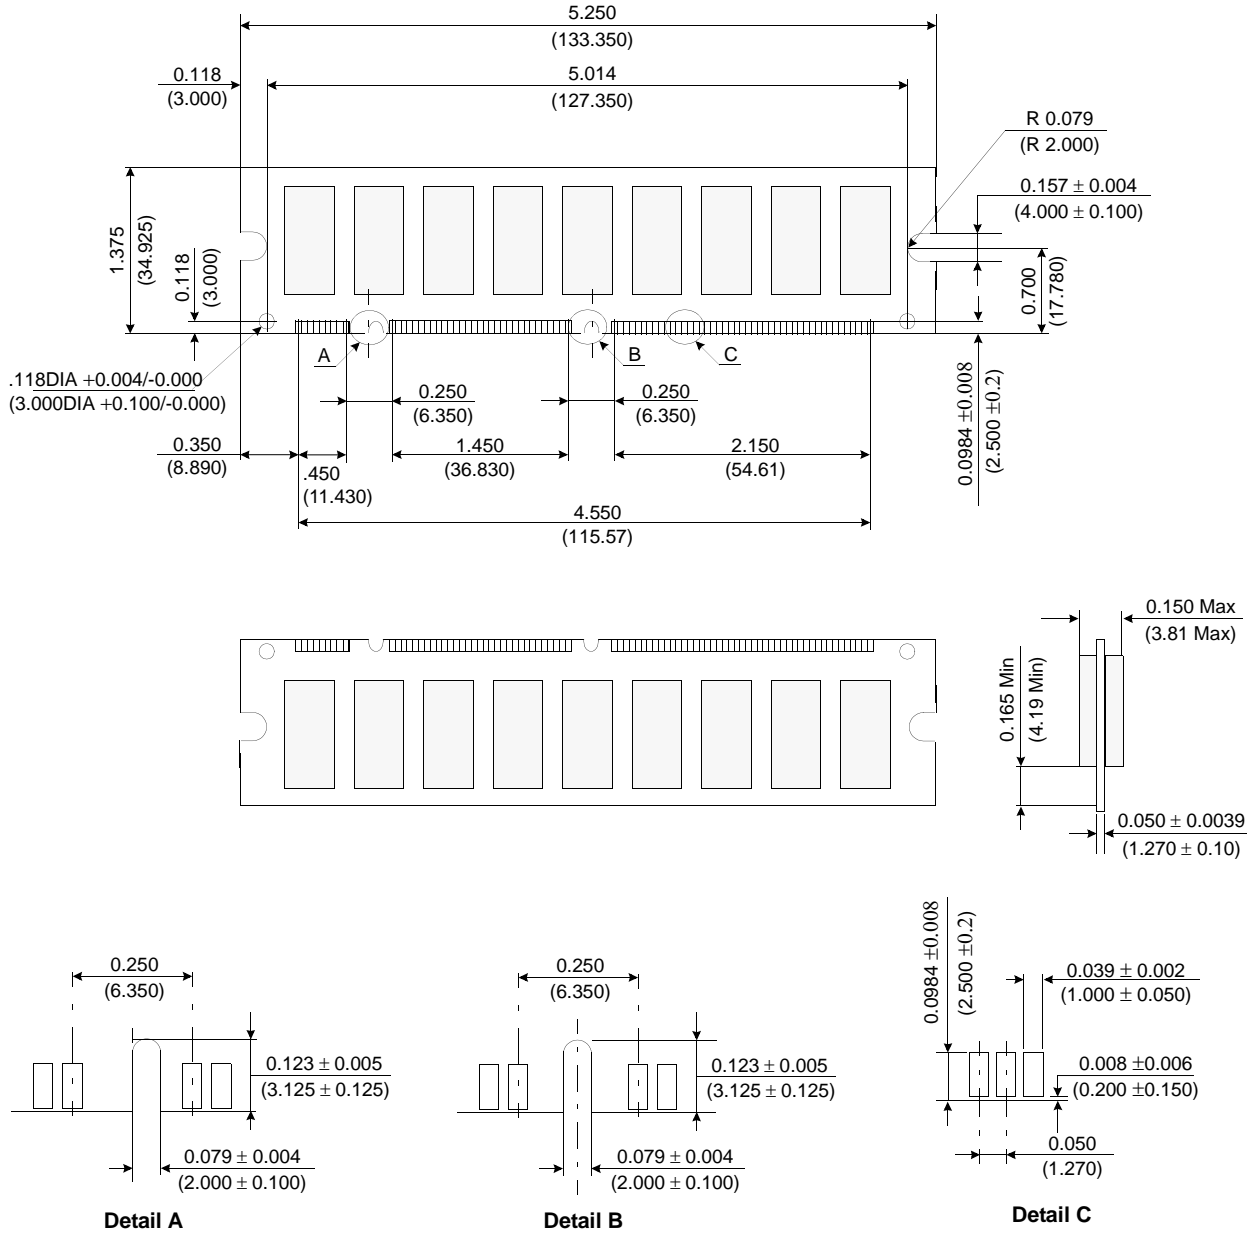 5.250
(133.350)
0.118
(3.000)
5.014
(127.350)
R 0.079
(R 2.000)
0.157 ± 0.004
(4.000 ± 0.100)
1.375
(34.925)
0.118
(3.000)
0.700
(17.780)
A
B
C
.118DIA +0.004/-0.000
(3.000DIA +0.100/-0.000)
0.250
(6.350)
0.250
(6.350)
0.0984 ±0.008
(2.500 ±0.2)
0.350
(8.890)
.450
(11.430)
1.450
(36.830)
2.150
(54.61)
4.550
(115.57)
0.150 Max
(3.81 Max)
0.165 Min
(4.19 Min)
0.050 ± 0.0039
(1.270 ± 0.10)
0.250
(6.350)
0.123 ± 0.005
(3.125 ± 0.125)
0.079 ± 0.004
(2.000 ± 0.100)
Detail A
0.250
(6.350)
0.123 ± 0.005
(3.125 ± 0.125)
0.079 ± 0.004
(2.000 ± 0.100)
Detail B
0.0984 ±0.008
(2.500 ±0.2)
0.039 ± 0.002
(1.000 ± 0.050)
0.008 ±0.006
(0.200 ±0.150)
0.050
(1.270)
Detail C